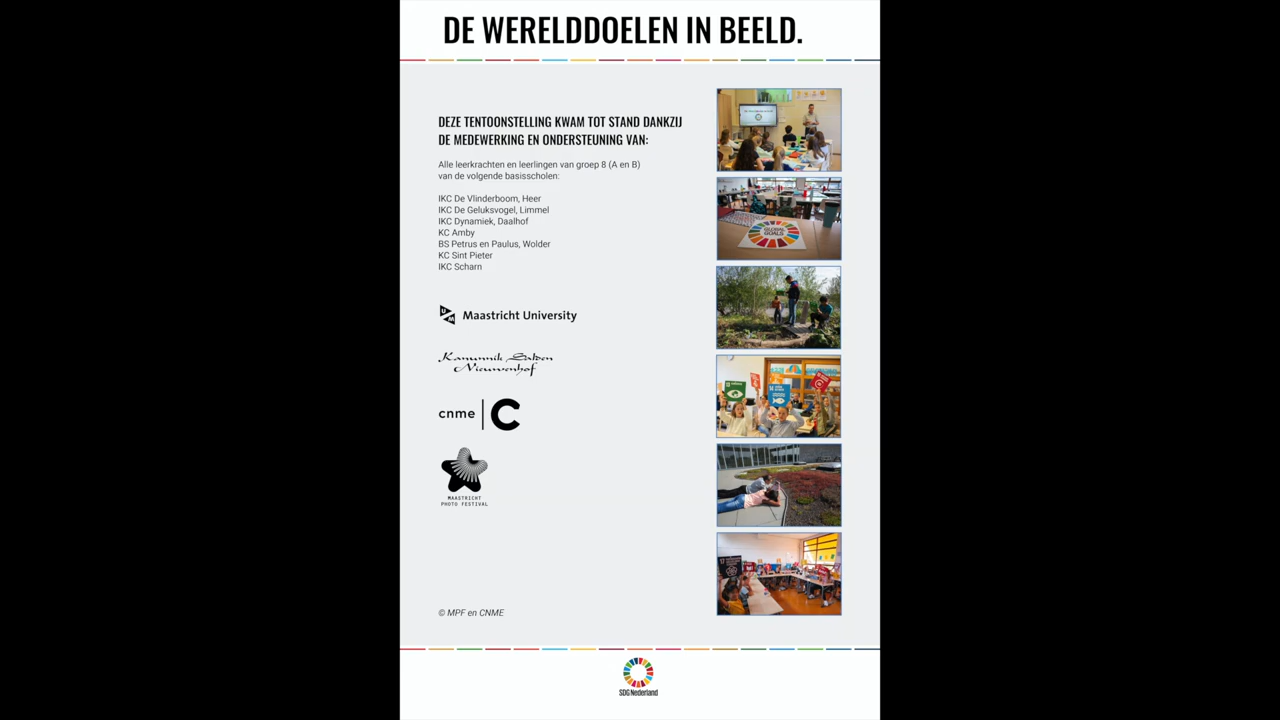 DE WERELDDOELEN IN BEELD.
DEZE TENTOONSTELLING KWAM TOT STAND DANKZIJ
DE MEDEWERKING EN ONDERSTEUNING VAN:
Alle leerkrachten en leerlingen van groep 8 (A en B)
van de volgende basisscholen:
IKC De Vlinderboom, Heer
IKC De Geluksvogel, Limmel
IKC Dynamiek, Daalhof
KC Amby
BS Petrus en Paulus, Wolder
KC Sint Pieter
IKC Scharn
UM Maastricht University
Kanunnik Salden
Nieuwenhof
cnme | C
MAASTRICHT
PHOTO FESTIVAL
© MPF en CNME
GLOBAL
GOALS
SDG Nederland